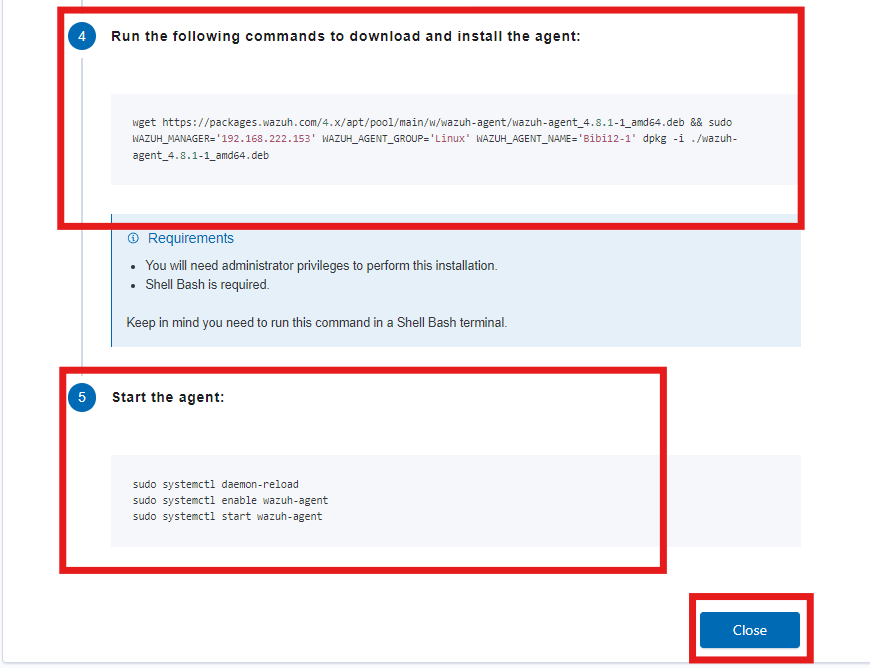 4
Run the following commands to download and install the agent:
wget https://packages.wazuh.com/4.x/apt/pool/main/w/wazuh-agent/wazuh-agent_4.8.1-1_amd64.deb && sudo
WAZUH_MANAGER='192.168.222.153' WAZUH_AGENT_GROUP='Linux' WAZUH_AGENT_NAME='Bibi12-1' dpkg -i ./wazuh-
agent_4.8.1-1_amd64.deb
Requirements
• You will need administrator privileges to perform this installation.
• Shell Bash is required.
Keep in mind you need to run this command in a Shell Bash terminal.
5
Start the agent:
sudo systemctl daemon-reload
sudo systemctl enable wazuh-agent
sudo systemctl start wazuh-agent
Close